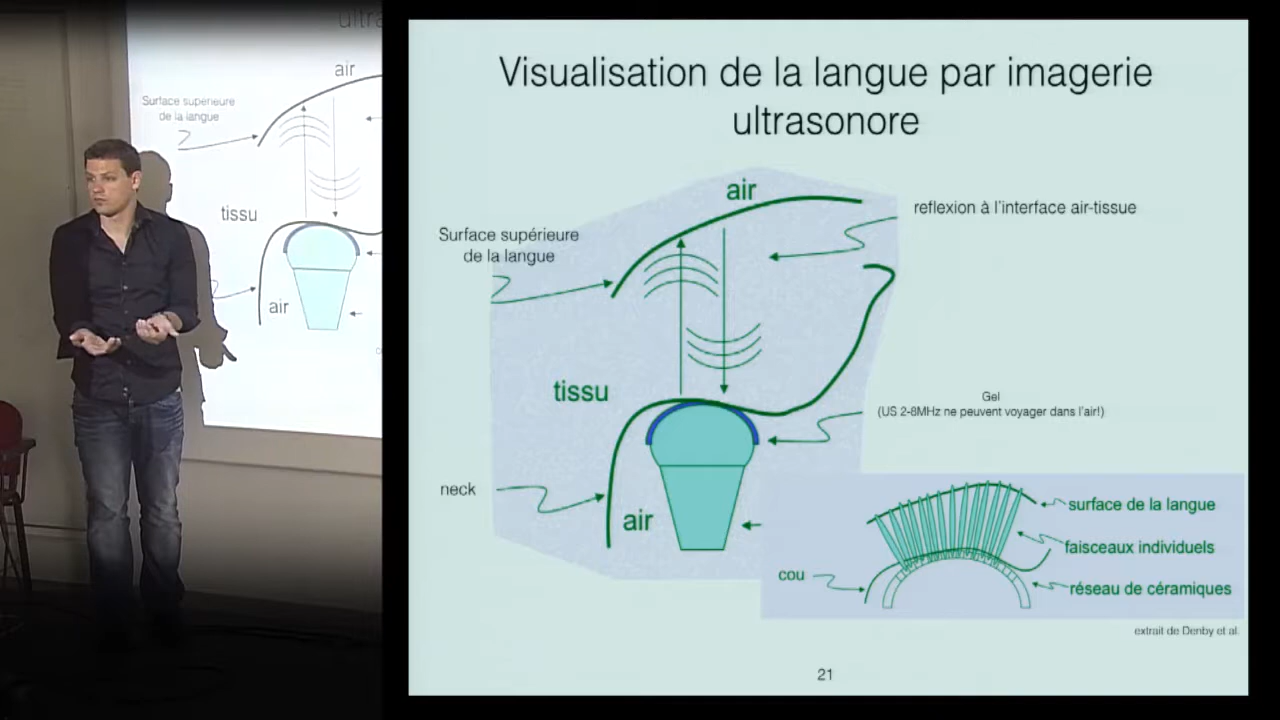 ultra
air
Surface supérieure
de la langue
tissu
air
Visualisation de la langue par imagerie
ultrasonore
air
reflexion à l'interface air-tissue
Surface supérieure
de la langue
tissu
Gel
(US 2-8MHz ne peuvent voyager dans l'air!)
neck
air
surface de la langue
faisceaux individuels
cou
réseau de céramiques
extrait de Denby et al.
21